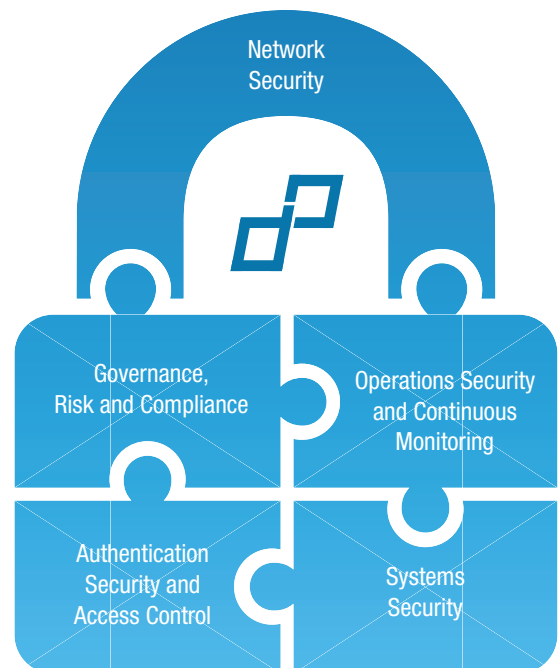 Network
Security
Governance,
Risk and Compliance
Operations Security
and Continuous
Monitoring
Authentication
Security and
Access Control
Systems
Security